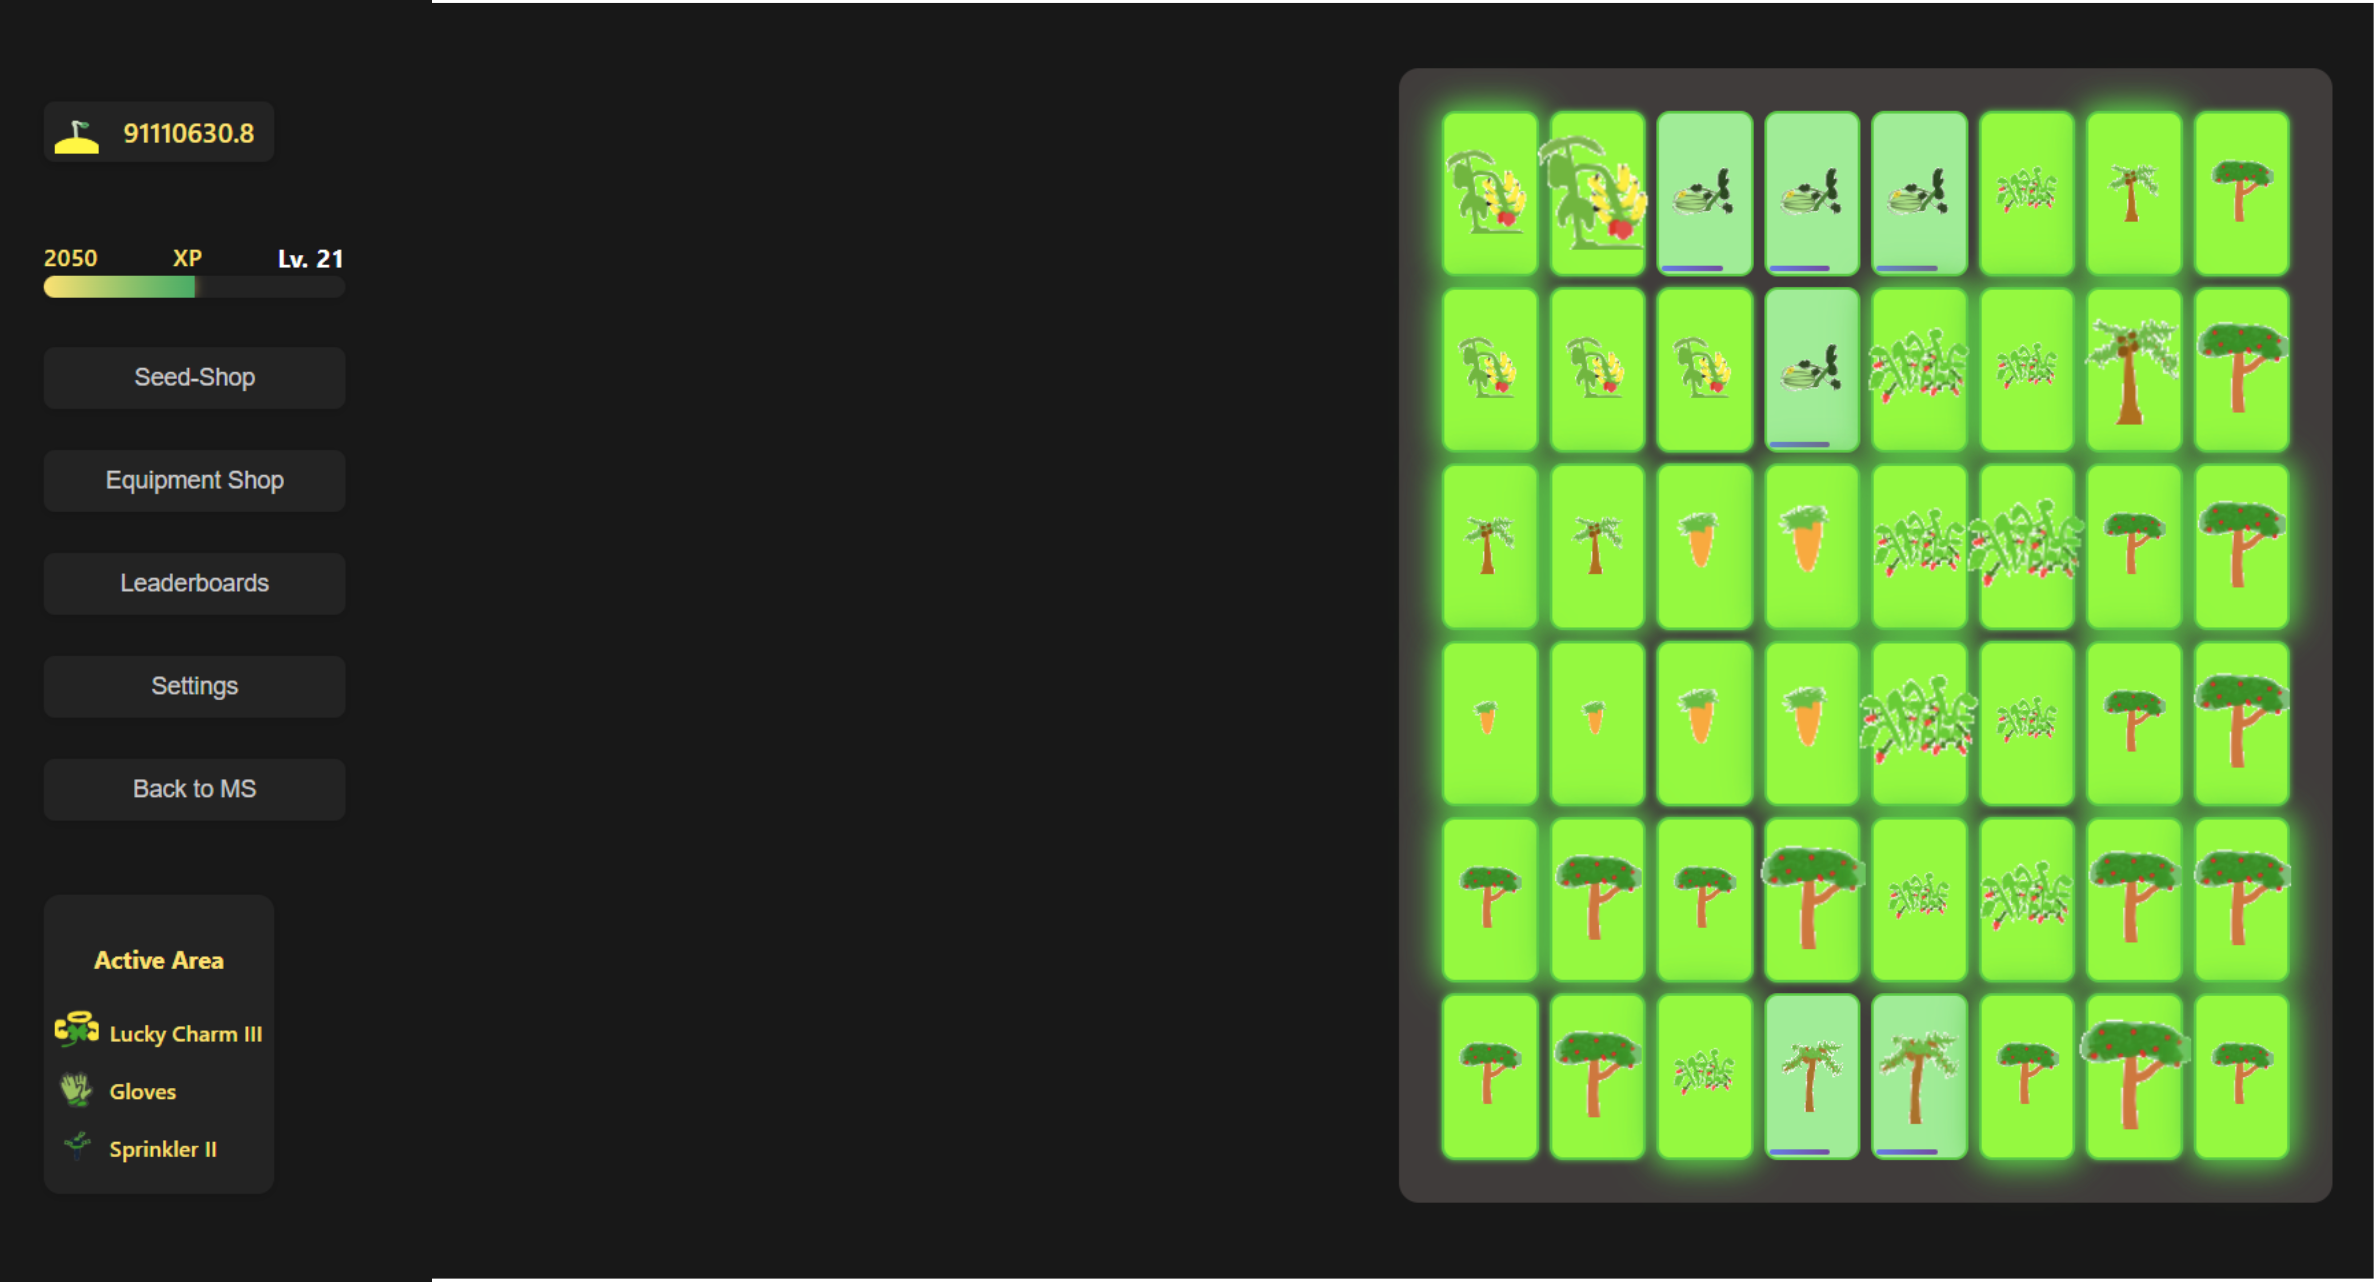 91110630.8
2050 XP Lv. 21
Seed-Shop
Equipment Shop
Leaderboards
Settings
Back to MS
Active Area
Lucky Charm III
Gloves
Sprinkler II